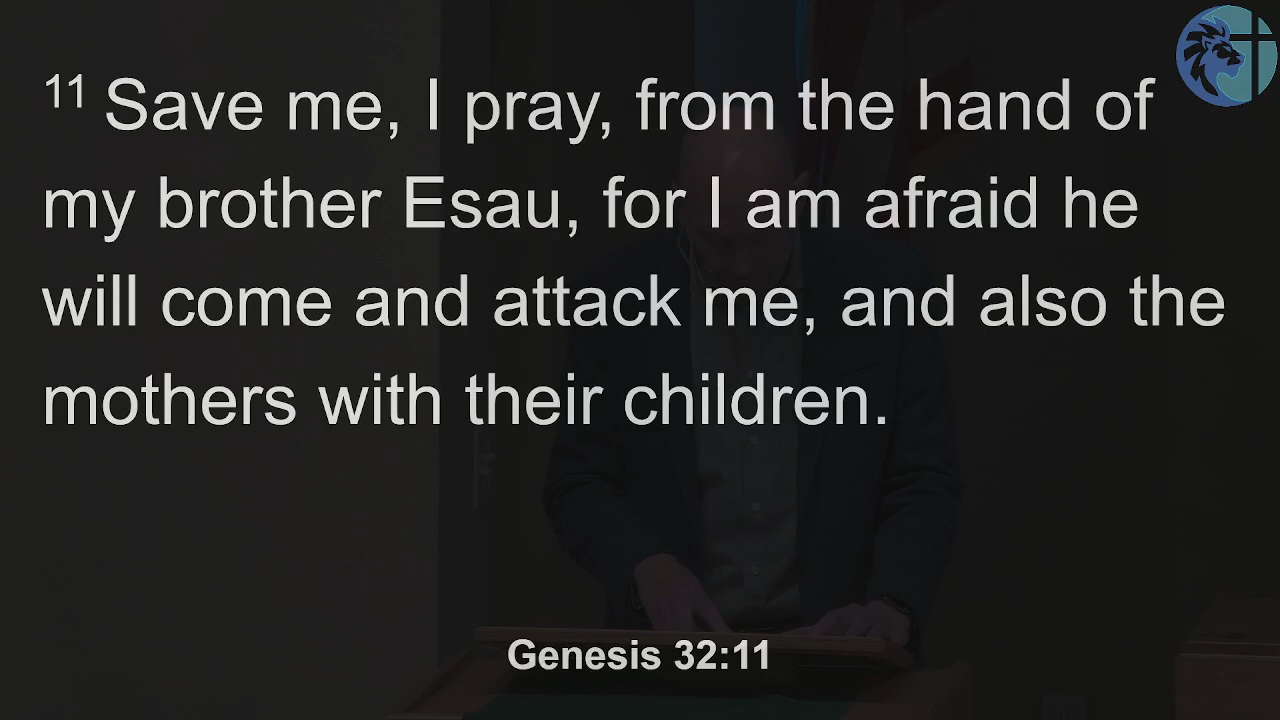 11 Save me, I pray, from the hand of
my brother Esau, for I am afraid he
will come and attack me, and also the
mothers with their children.
Genesis 32:11